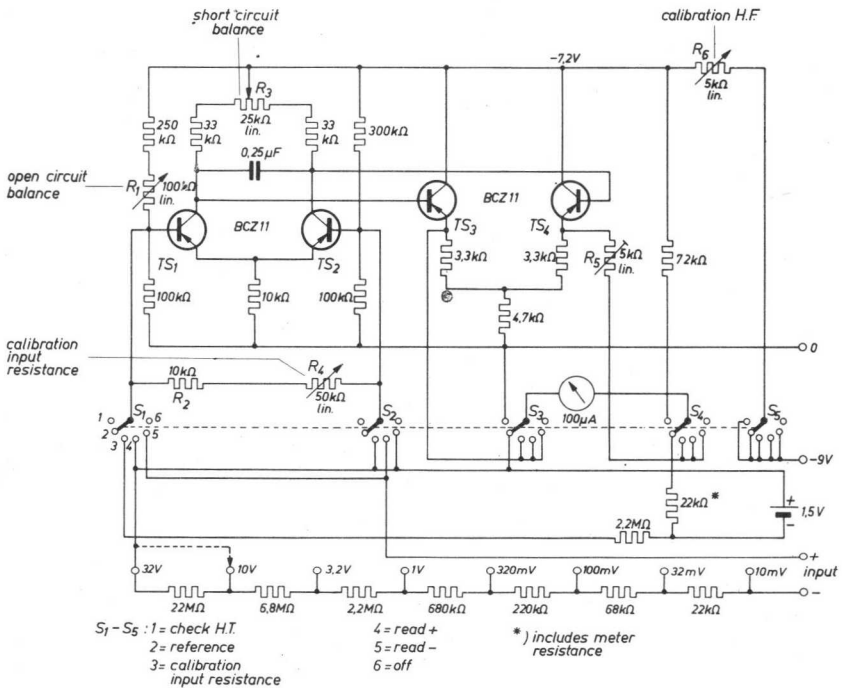 short circuit
balance
calibration H.F.
-7,2V
R6
5kΩ
lin.
R3
25kΩ
lin.
250
kΩ
33
kΩ
33
kΩ
300kΩ
0,25µF
open circuit
balance
R1
100kΩ
lin.
BCZ11
BCZ11
TS1
TS2
TS3
TS4
3,3kΩ
3,3kΩ
R5
5kΩ
lin.
72kΩ
100kΩ
10kΩ
100kΩ
4,7kΩ
0
calibration
input
resistance
10kΩ
R2
R4
50kΩ
lin.
100µA
1
2
3
4
5
6
S1
S2
S3
S4
S5
-9V
22kΩ*
+
1,5V
-
2,2MΩ
+
32V
10V
3,2V
1V
320mV
100mV
32mV
10mV
input
-
22MΩ
6,8MΩ
2,2MΩ
680kΩ
220kΩ
68kΩ
22kΩ
S1-S5 : 1 = check H.T.
2 = reference
3 = calibration
input resistance
4 = read +
5 = read -
6 = off
*) includes meter
resistance